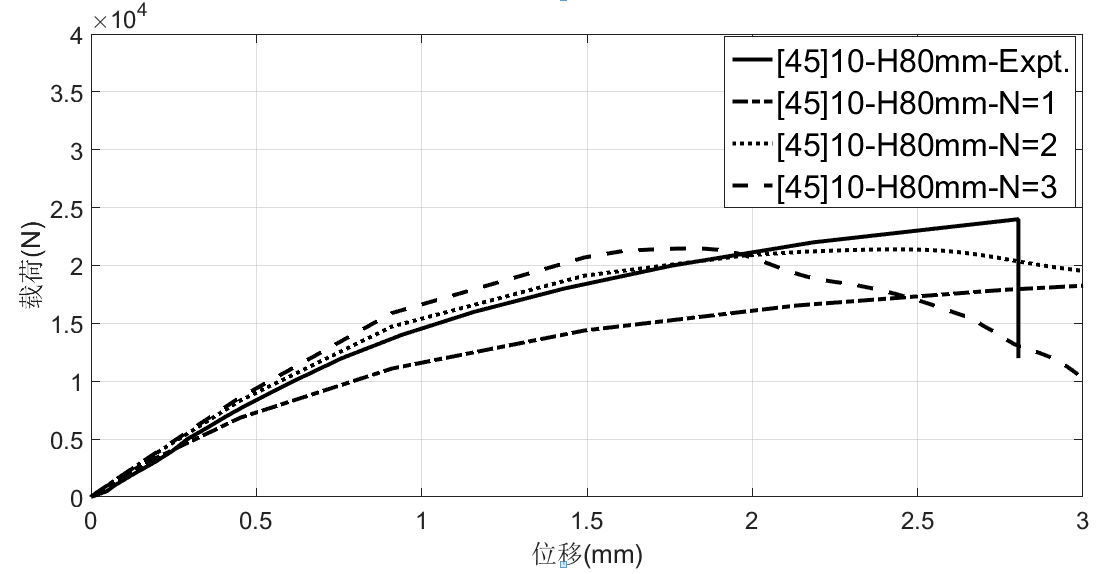 ×10⁴
4
3.5
3
2.5
2
1.5
1
0.5
0
载荷(N)
[45]10-H80mm-Expt.
[45]10-H80mm-N=1
[45]10-H80mm-N=2
[45]10-H80mm-N=3
0 0.5 1 1.5 2 2.5 3
位移(mm)